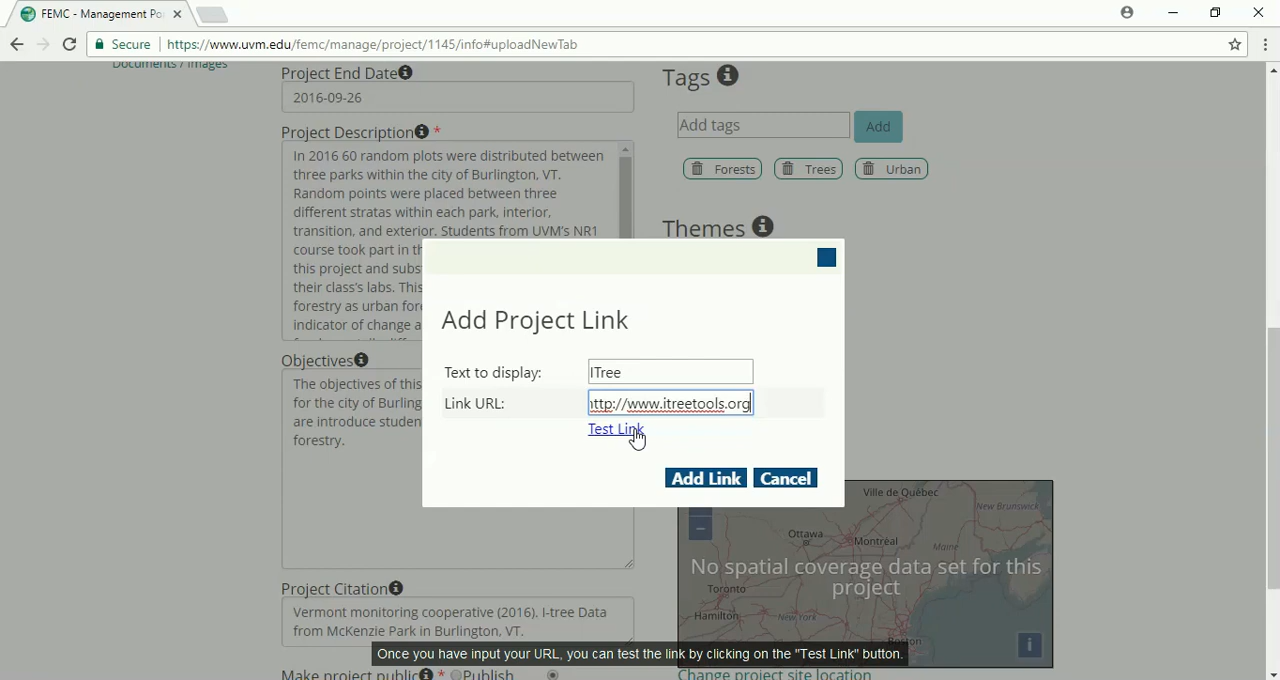 FEMC - Management Po
Secure
https://www.uvm.edu/femc/manage/project/1145/info#uploadNewTab
Documents / Images
Project End Date
2016-09-26
Project Description *
In 2016 60 random plots were distributed between
three parks within the city of Burlington, VT.
Random points were placed between three
different stratas within each park, interior,
transition, and exterior. Students from UVM's NR1
course took part in th
this project and subs
their class's labs. This
forestry as urban fore
indicator of change a
Objectives
The objectives of this
for the city of Burling
are introduce studen
forestry.
Project Citation
Vermont monitoring cooperative (2016). I-tree Data
from McKenzie Park in Burlington, VT.
Make project public * Publish
Tags
Add tags
Add
Forests
Trees
Urban
Themes
Add Project Link
Text to display:
ITree
Link URL:
http://www.itreetools.org
Test Link
Add Link
Cancel
Ville de Québec
New Brunswick
Ottawa
Montréal
Maine
No spatial coverage data set for this
project
Toronto
Hamilton
New York
Boston
Change project site location
Once you have input your URL, you can test the link by clicking on the "Test Link" button.